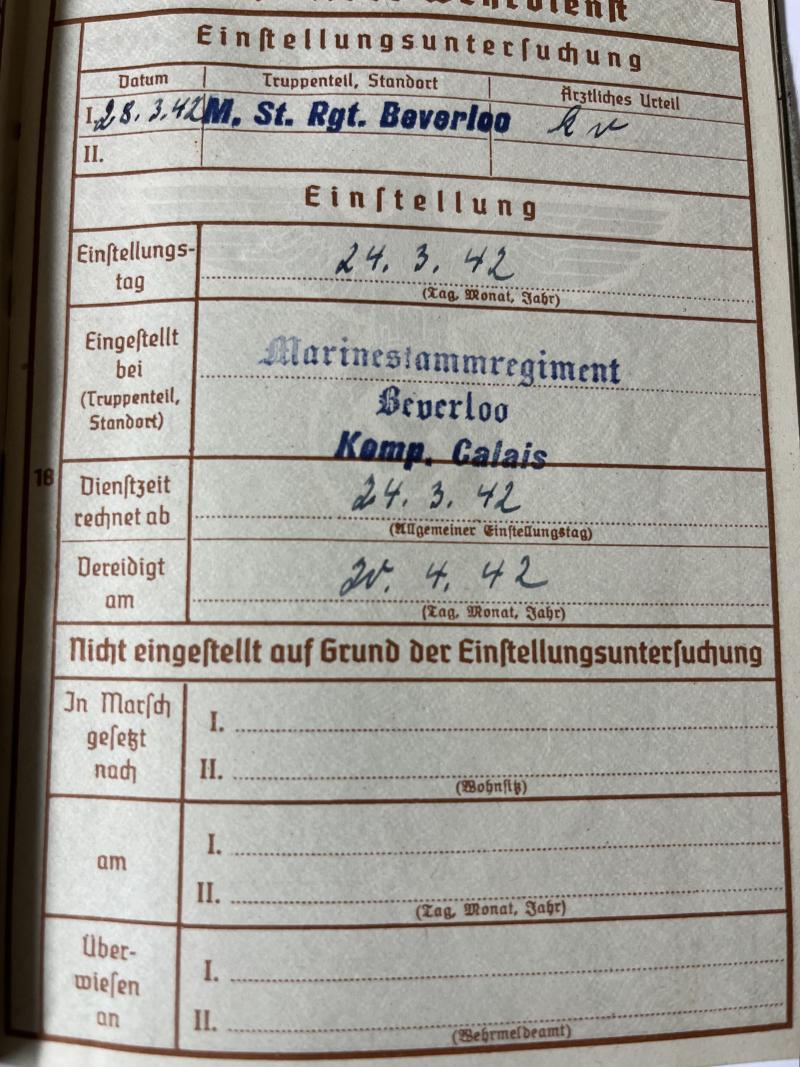 Wehrdienst
Einstellungsuntersuchung
Datum Truppenteil, Standort Ärztliches Urteil
I. 28. 3. 42 M. St. Rgt. Beverloo k v
II.
Einstellung
Einstellungs-
tag
24. 3. 42
(Tag, Monat, Jahr)
Eingestellt
bei
(Truppenteil,
Standort)
Marinestammregiment
Beverloo
Komp. Calais
18
Dienstzeit
rechnet ab
24. 3. 42
(Allgemeiner Einstellungstag)
Vereidigt
am
20. 4. 42
(Tag, Monat, Jahr)
Nicht eingestellt auf Grund der Einstellungsuntersuchung
In Marsch
gesetzt
nach
I.
II.
(Wohnsitz)
am
I.
II.
(Tag, Monat, Jahr)
Über-
wiesen
an
I.
II.
(Wehrmeldeamt)